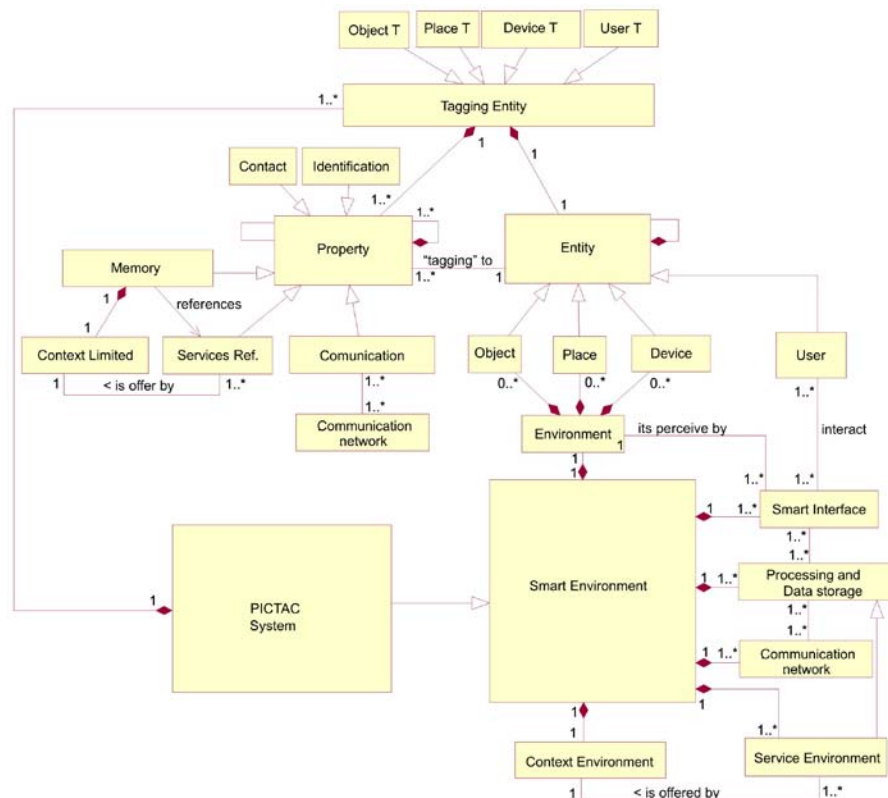 Object T
Place T
Device T
User T
1..*
Tagging Entity
1
1
Contact
Identification
1..*
1..*
1
Property
Entity
"tagging" to
1..*
1
Memory
1
references
1
Context Limited
Services Ref.
1
< is offer by
1..*
Comunication
1..*
1..*
Communication
network
Object
Place
Device
User
0..*
0..*
0..*
1..*
Environment
1
its perceive by
interact
1
1
1..*
1..*
1
1..*
Smart Interface
1..*
1..*
1
1..*
Processing and
Data storage
Smart Environment
PICTAC
System
1
1..*
1..*
1
1..*
Communication
network
1
1
1
1..*
Context Environment
Service Environment
1
< is offered by
1..*